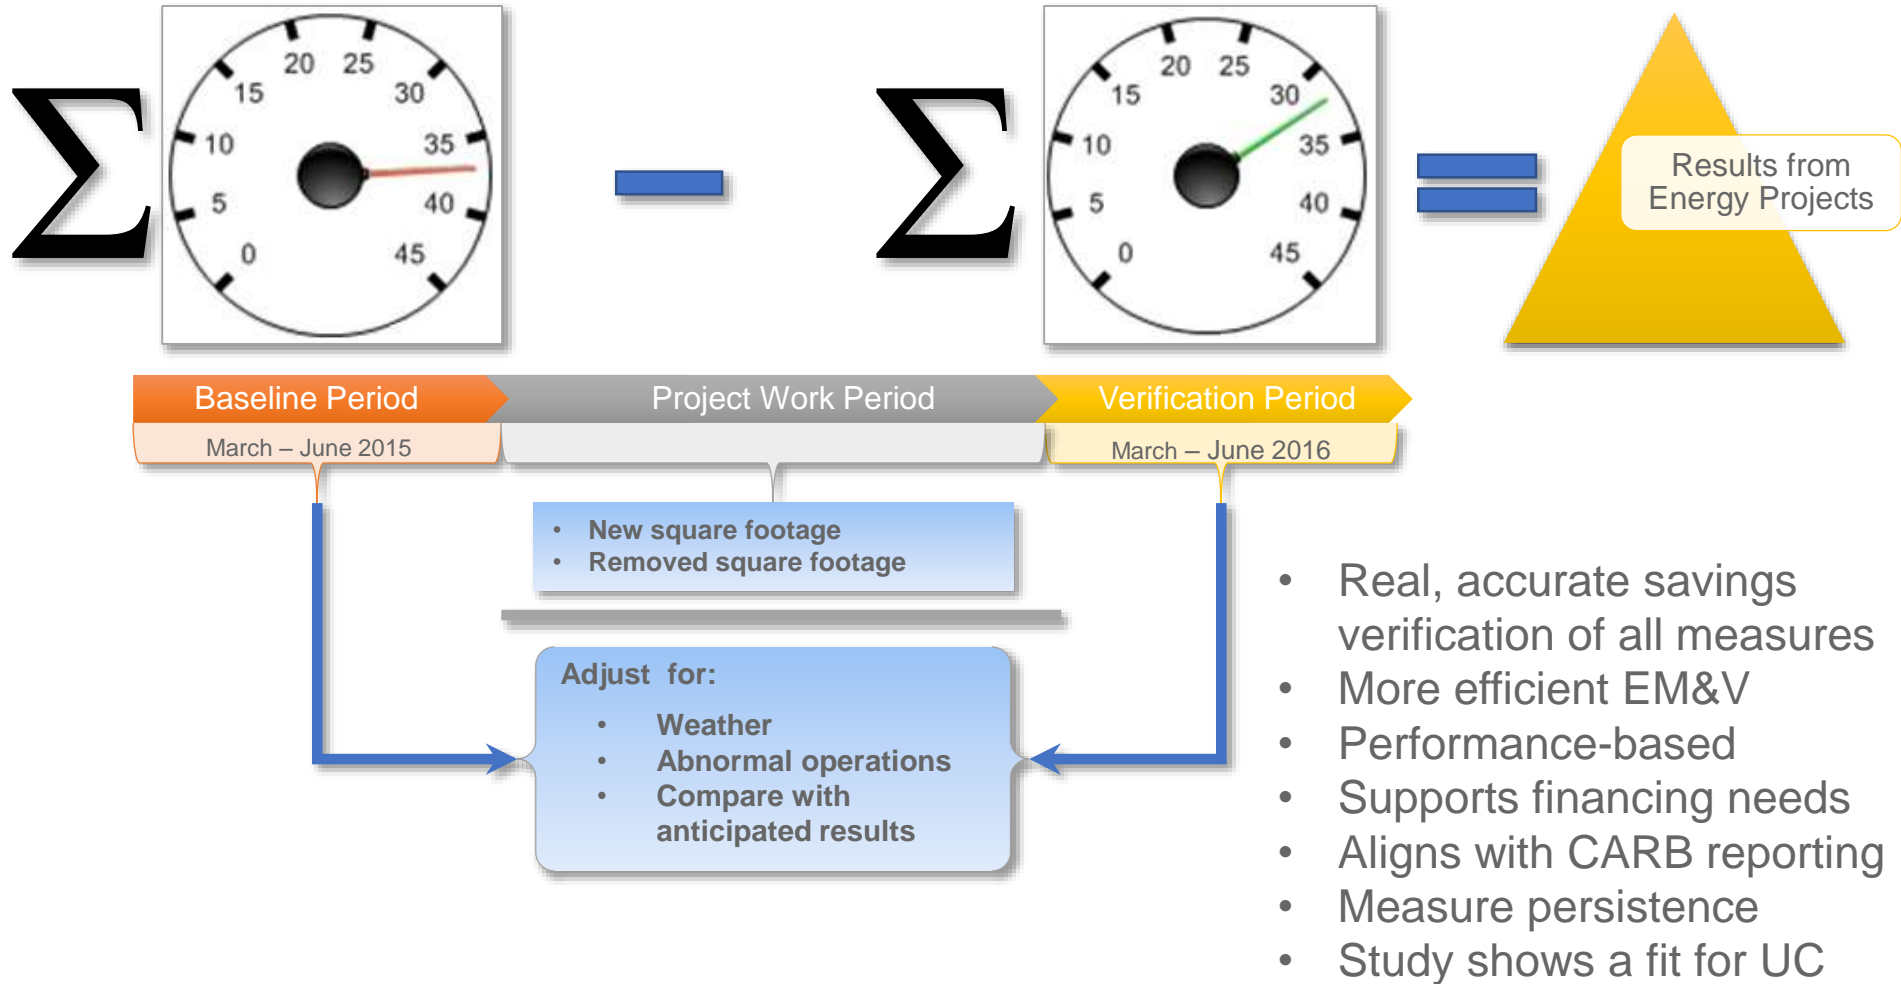 Σ
0
5
10
15
20
25
30
35
40
45
Σ
0
5
10
15
20
25
30
35
40
45
Results from
Energy Projects
Baseline Period
Project Work Period
Verification Period
March – June 2015
March – June 2016
• New square footage
• Removed square footage
Adjust for:
• Weather
• Abnormal operations
• Compare with
anticipated results
• Real, accurate savings
verification of all measures
• More efficient EM&V
• Performance-based
• Supports financing needs
• Aligns with CARB reporting
• Measure persistence
• Study shows a fit for UC